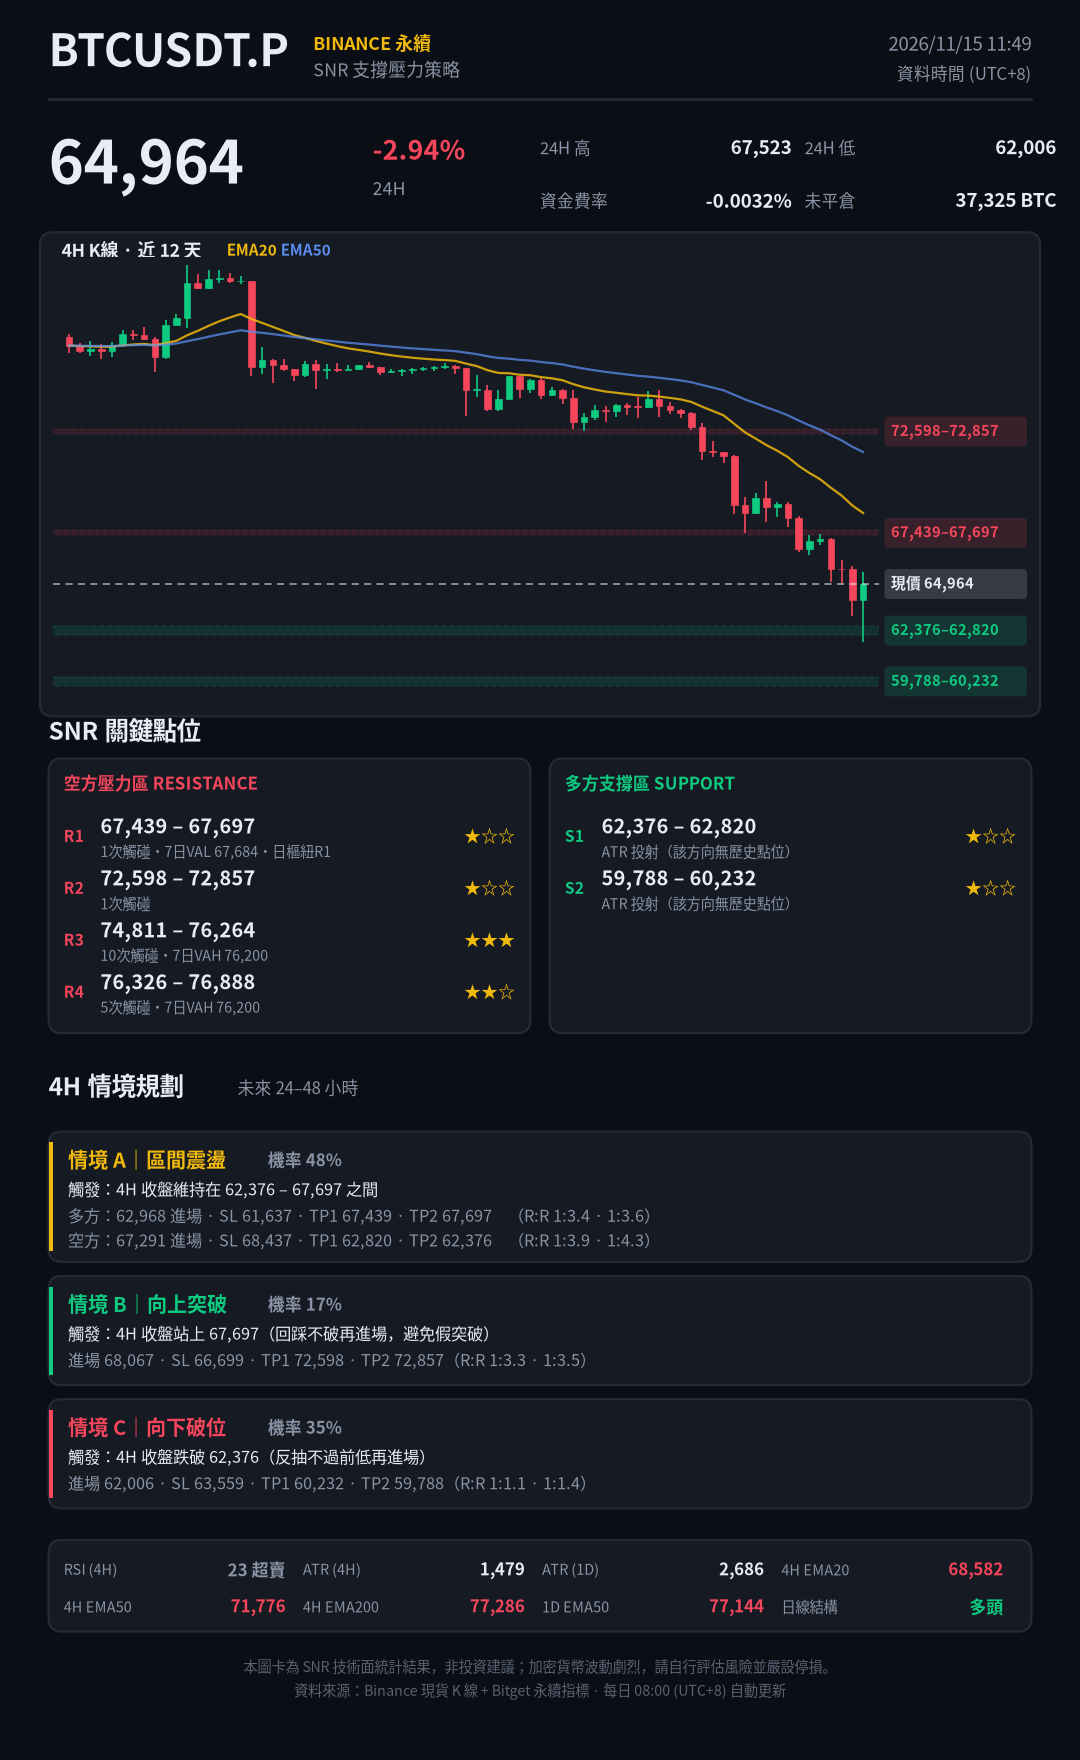 BTCUSDT.P
BINANCE 永續
SNR 支撐壓力策略
2026/11/15 11:49
資料時間 (UTC+8)
64,964
-2.94%
24H
24H 高 67,523 24H 低 62,006
資金費率 -0.0032% 未平倉 37,325 BTC
4H K線 · 近 12 天 EMA20 EMA50
72,598–72,857
67,439–67,697
現價 64,964
62,376–62,820
59,788–60,232
SNR 關鍵點位
空方壓力區 RESISTANCE
R1 67,439 – 67,697 ★☆☆
1次觸碰・7日VAL 67,684・日樞紐R1
R2 72,598 – 72,857 ★☆☆
1次觸碰
R3 74,811 – 76,264 ★★★
10次觸碰・7日VAH 76,200
R4 76,326 – 76,888 ★★☆
5次觸碰・7日VAH 76,200
多方支撐區 SUPPORT
S1 62,376 – 62,820 ★☆☆
ATR 投射（該方向無歷史點位）
S2 59,788 – 60,232 ★☆☆
ATR 投射（該方向無歷史點位）
4H 情境規劃 未來 24–48 小時
情境 A｜區間震盪 機率 48%
觸發：4H 收盤維持在 62,376 – 67,697 之間
多方：62,968 進場 · SL 61,637 · TP1 67,439 · TP2 67,697 （R:R 1:3.4 · 1:3.6）
空方：67,291 進場 · SL 68,437 · TP1 62,820 · TP2 62,376 （R:R 1:3.9 · 1:4.3）
情境 B｜向上突破 機率 17%
觸發：4H 收盤站上 67,697（回踩不破再進場，避免假突破）
進場 68,067 · SL 66,699 · TP1 72,598 · TP2 72,857（R:R 1:3.3 · 1:3.5）
情境 C｜向下破位 機率 35%
觸發：4H 收盤跌破 62,376（反抽不過前低再進場）
進場 62,006 · SL 63,559 · TP1 60,232 · TP2 59,788（R:R 1:1.1 · 1:1.4）
RSI (4H) 23 超賣 ATR (4H) 1,479 ATR (1D) 2,686 4H EMA20 68,582
4H EMA50 71,776 4H EMA200 77,286 1D EMA50 77,144 日線結構 多頭
本圖卡為 SNR 技術面統計結果，非投資建議；加密貨幣波動劇烈，請自行評估風險並嚴設停損。
資料來源：Binance 現貨 K 線 + Bitget 永續指標 · 每日 08:00 (UTC+8) 自動更新